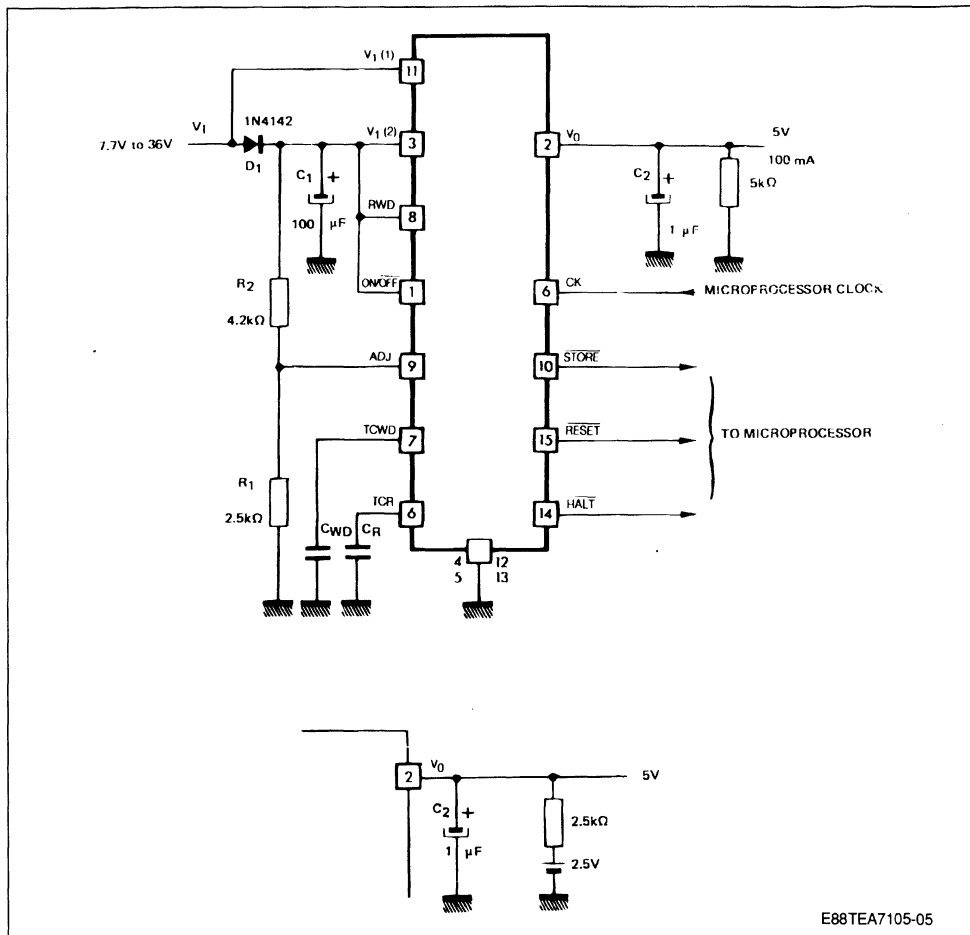 V1 (1)
11
7.7V to 36V
VI
1N4142
D1
V1 (2)
3
C1
+
100 µF
RWD
8
ON/OFF
1
R2
4.2kΩ
ADJ
9
TCWD
7
R1
2.5kΩ
TCR
6
CWD
CR
4 12
5 13
2
V0
5V
100 mA
C2
+
1 µF
5kΩ
6
CK
MICROPROCESSOR CLOCK
10
STORE
15
RESET
TO MICROPROCESSOR
14
HALT
2
V0
5V
C2
+
1 µF
2.5kΩ
2.5V
E88TEA7105-05